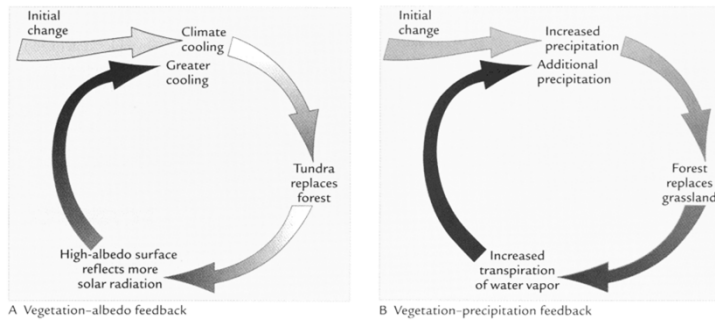 Initial
change
Climate
cooling
Greater
cooling
Tundra
replaces
forest
High-albedo surface
reflects more
solar radiation
A Vegetation–albedo feedback
Initial
change
Increased
precipitation
Additional
precipitation
Forest
replaces
grassland
Increased
transpiration
of water vapor
B Vegetation–precipitation feedback